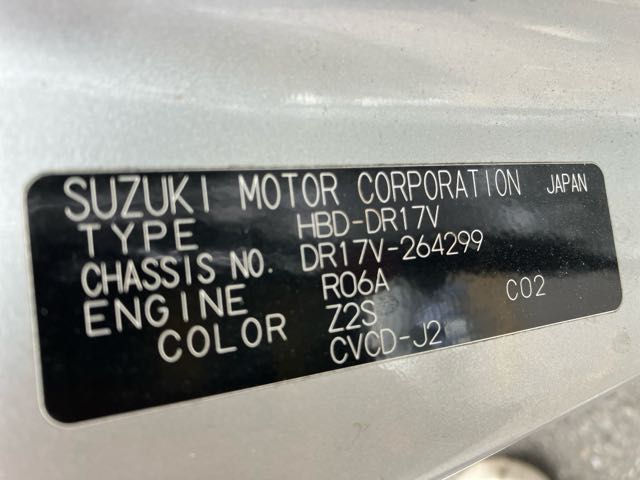 SUZUKI MOTOR CORPORATION JAPAN
TYPE HBD-DR17V
CHASSIS NO. DR17V-264299
ENGINE R06A C02
COLOR Z2S
CVCD-J2